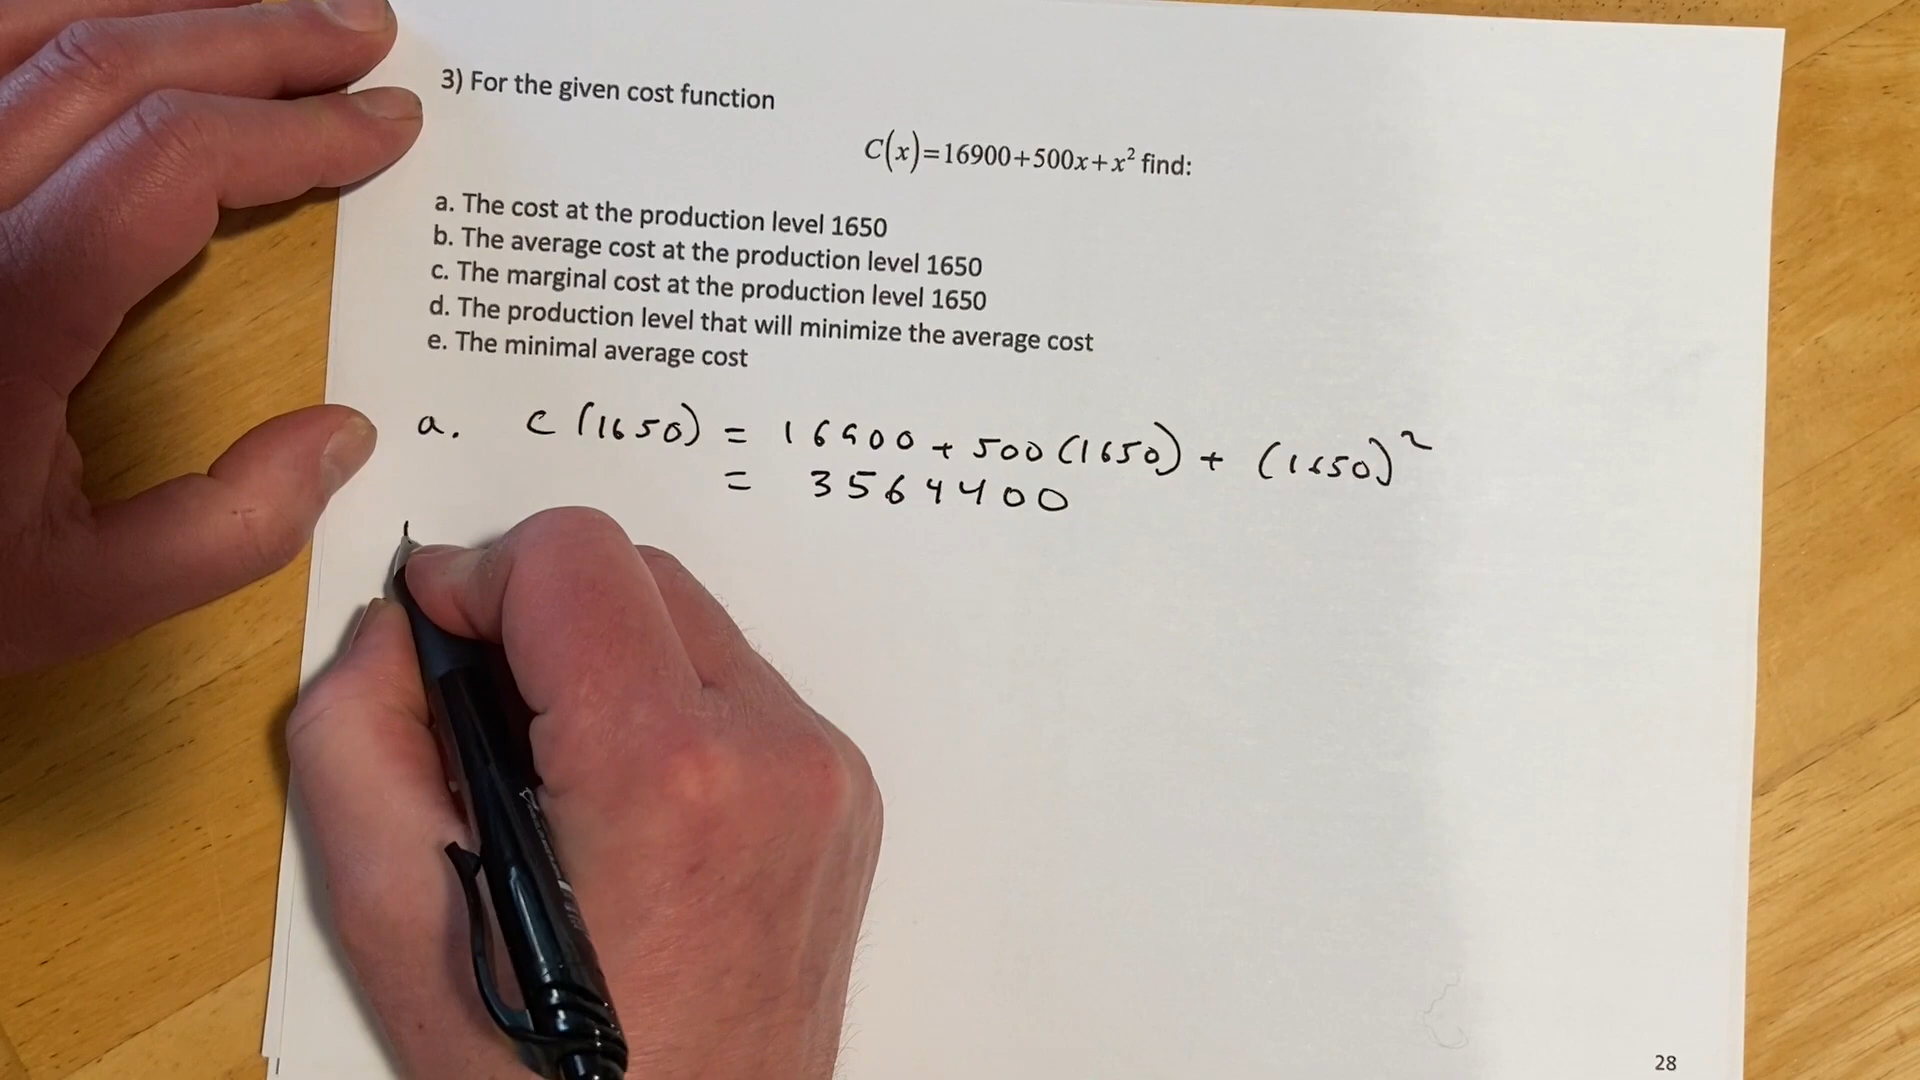 3) For the given cost function
C(x)=16900+500x+x² find:
a. The cost at the production level 1650
b. The average cost at the production level 1650
c. The marginal cost at the production level 1650
d. The production level that will minimize the average cost
e. The minimal average cost
a. C(1650) = 16900 + 500(1650) + (1650)²
= 3564400
28